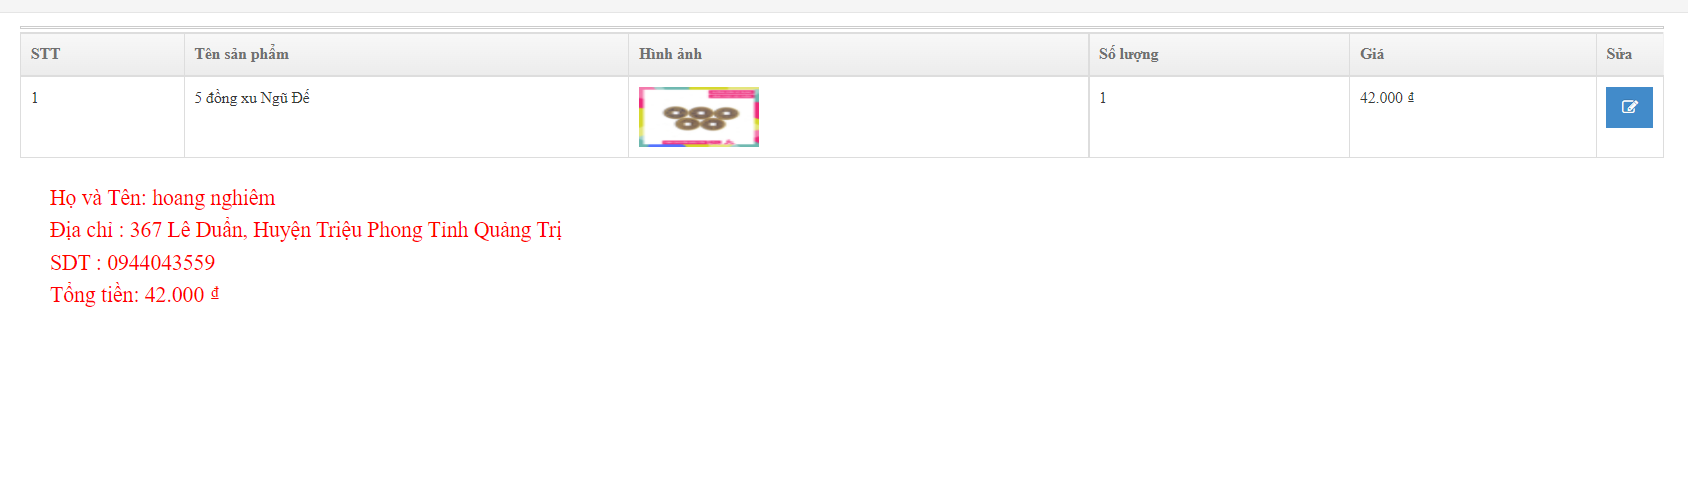 STT Tên sản phẩm Hình ảnh Số lượng Giá Sửa
1 5 đồng xu Ngũ Đế 1 42.000 ₫
Họ và Tên: hoang nghiêm
Địa chỉ : 367 Lê Duẩn, Huyện Triệu Phong Tỉnh Quảng Trị
SDT : 0944043559
Tổng tiền: 42.000 ₫